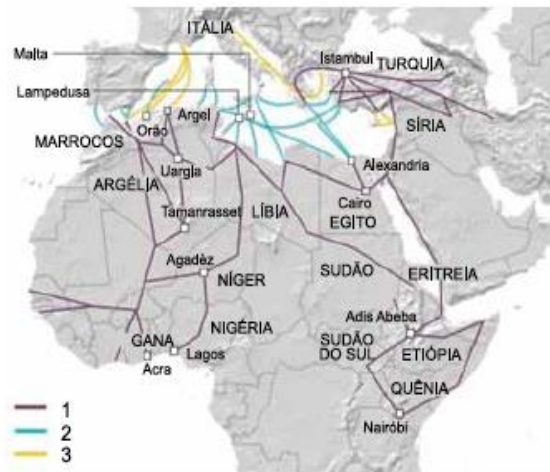 ITÁLIA
Malta
Istambul
TURQUIA
Lampedusa
Argel
SÍRIA
Orão
MARROCOS
Uargla
Alexandria
ARGÉLIA
Cairo
Tamanrasset
LÍBIA
EGITO
Agadèz
NÍGER
SUDÃO
ERITREIA
NIGÉRIA
Adis Abeba
GANA
SUDÃO
DO SUL
Lagos
ETIÓPIA
Acra
QUÊNIA
1
2
Nairóbi
3